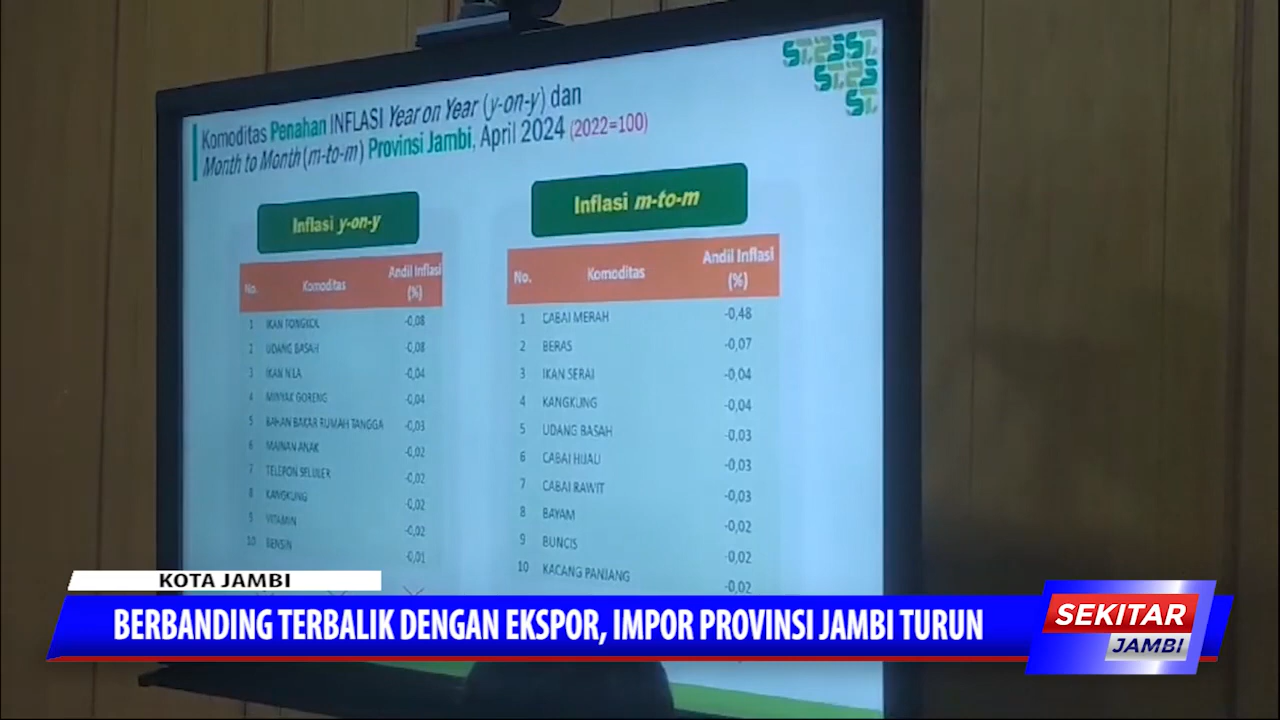 Komoditas Penahan INFLASI Year on Year (y-on-y) dan
Month to Month (m-to-m) Provinsi Jambi, April 2024 (2022=100)
Inflasi y-on-y
No. Komoditas Andil Inflasi (%)
1 IKAN TONGKOL -0,08
2 UDANG BASAH -0,08
3 IKAN NILA -0,04
4 MINYAK GORENG -0,04
5 BAHAN BAKAR RUMAH TANGGA -0,03
6 MAINAN ANAK -0,02
7 TELEPON SELULER -0,02
8 KANGKUNG -0,02
9 VITAMIN -0,02
10 BENSIN -0,01
Inflasi m-to-m
No. Komoditas Andil Inflasi (%)
1 CABAI MERAH -0,48
2 BERAS -0,07
3 IKAN SERAI -0,04
4 KANGKUNG -0,04
5 UDANG BASAH -0,03
6 CABAI HIJAU -0,03
7 CABAI RAWIT -0,03
8 BAYAM -0,02
9 BUNCIS -0,02
10 KACANG PANJANG -0,02
KOTA JAMBI
BERBANDING TERBALIK DENGAN EKSPOR, IMPOR PROVINSI JAMBI TURUN
SEKITAR
JAMBI